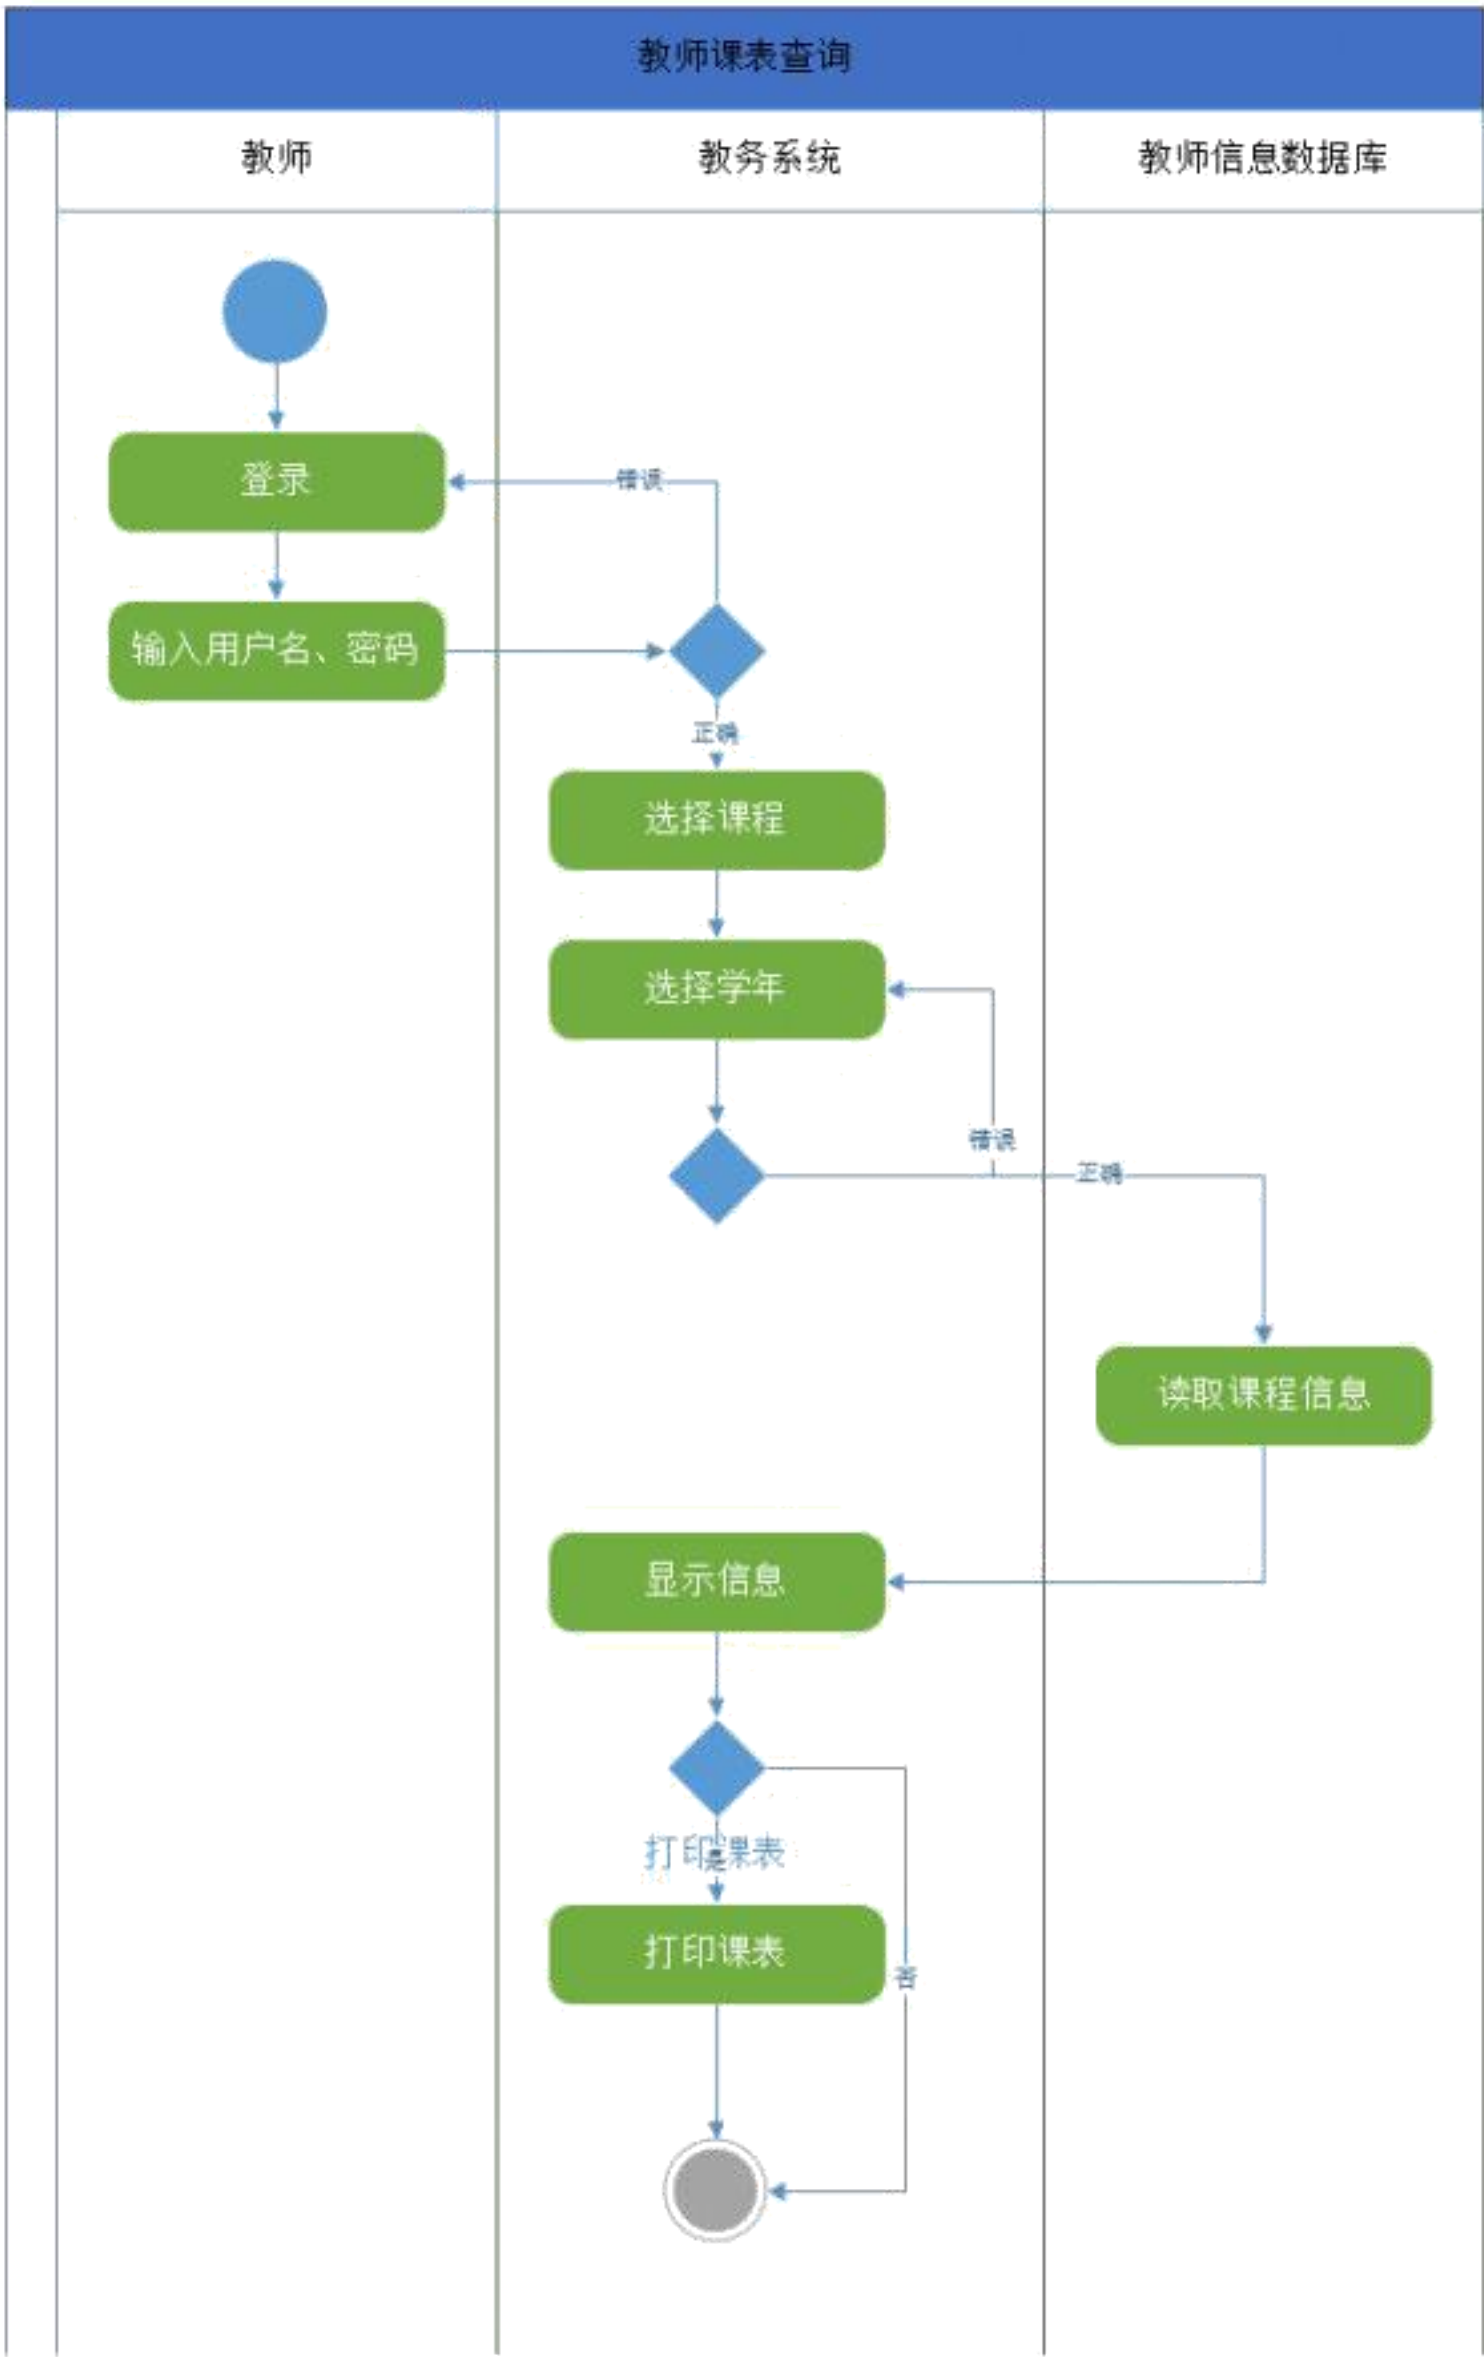 教师课表查询
教师
教务系统
教师信息数据库
登录
错误
输入用户名、密码
正确
选择课程
选择学年
错误
正确
读取课程信息
显示信息
打印课表
是
打印课表
否